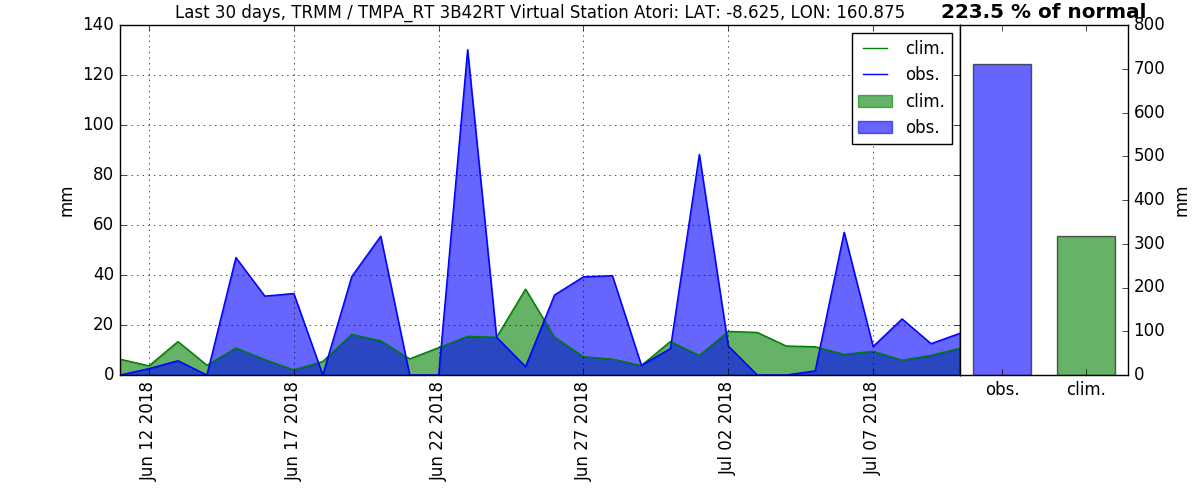 Last 30 days, TRMM / TMPA_RT 3B42RT Virtual Station Atori: LAT: -8.625, LON: 160.875
223.5 % of normal
140
120
100
80
60
40
20
0
mm
clim.
obs.
clim.
obs.
Jun 12 2018
Jun 17 2018
Jun 22 2018
Jun 27 2018
Jul 02 2018
Jul 07 2018
800
700
600
500
400
300
200
100
0
mm
obs.
clim.